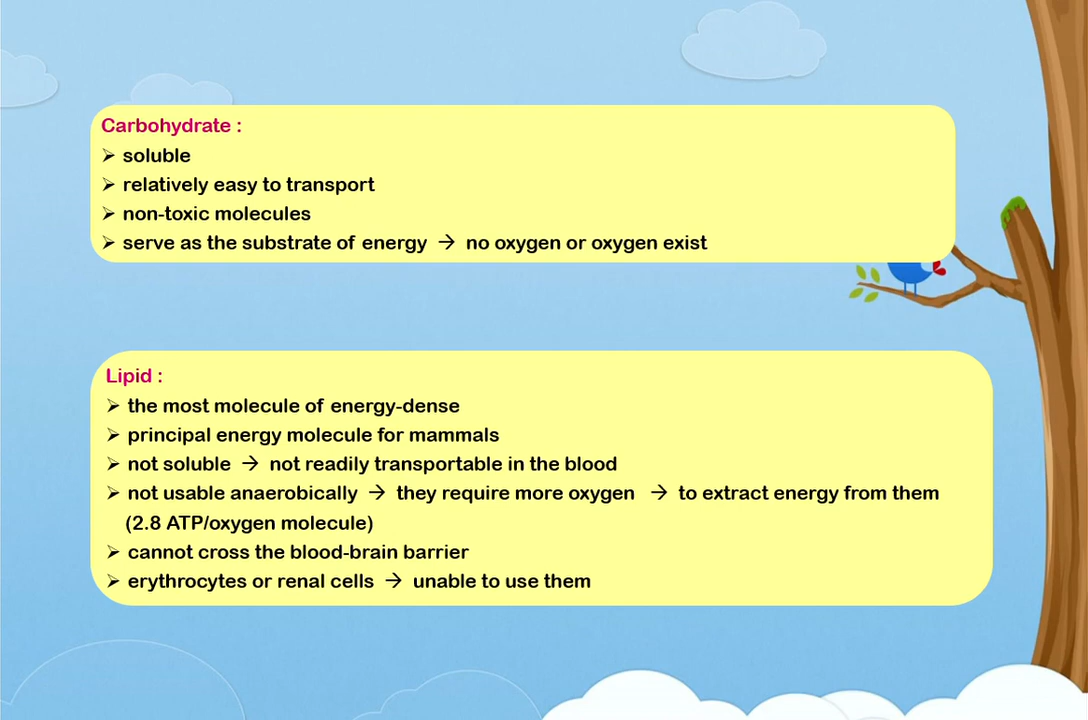 Carbohydrate :
➢ soluble
➢ relatively easy to transport
➢ non-toxic molecules
➢ serve as the substrate of energy → no oxygen or oxygen exist
Lipid :
➢ the most molecule of energy-dense
➢ principal energy molecule for mammals
➢ not soluble → not readily transportable in the blood
➢ not usable anaerobically → they require more oxygen → to extract energy from them
(2.8 ATP/oxygen molecule)
➢ cannot cross the blood-brain barrier
➢ erythrocytes or renal cells → unable to use them